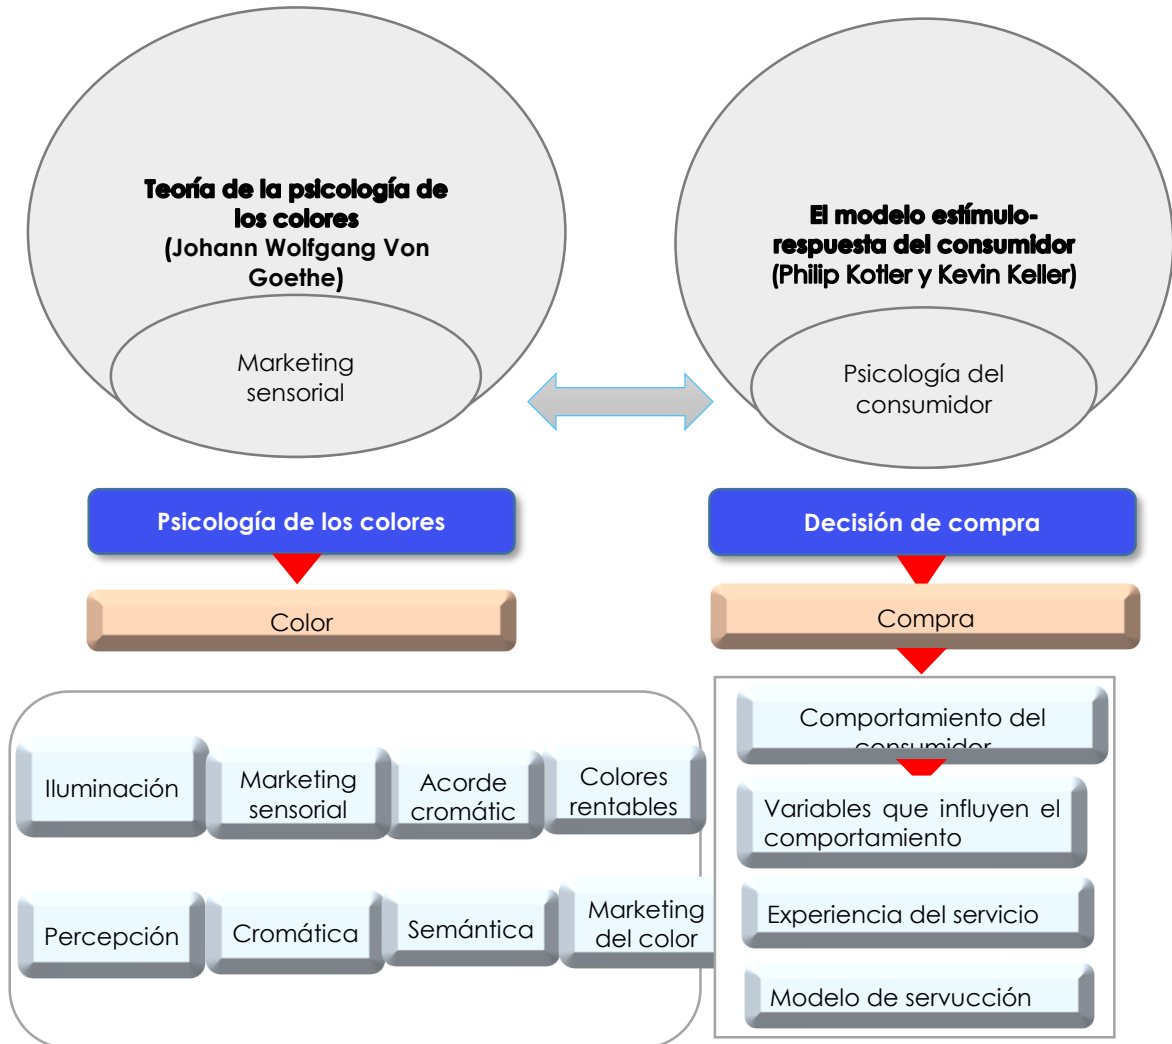 Teoría de la psicología de
los colores
(Johann Wolfgang Von
Goethe)
Marketing
sensorial
El modelo estímulo-
respuesta del consumidor
(Philip Kotler y Kevin Keller)
Psicología del
consumidor
Psicología de los colores
Color
Decisión de compra
Compra
Iluminación
Marketing
sensorial
Acorde
cromátic
Colores
rentables
Percepción
Cromática
Semántica
Marketing
del color
Comportamiento del
consumidor
Variables que influyen el
comportamiento
Experiencia del servicio
Modelo de servucción